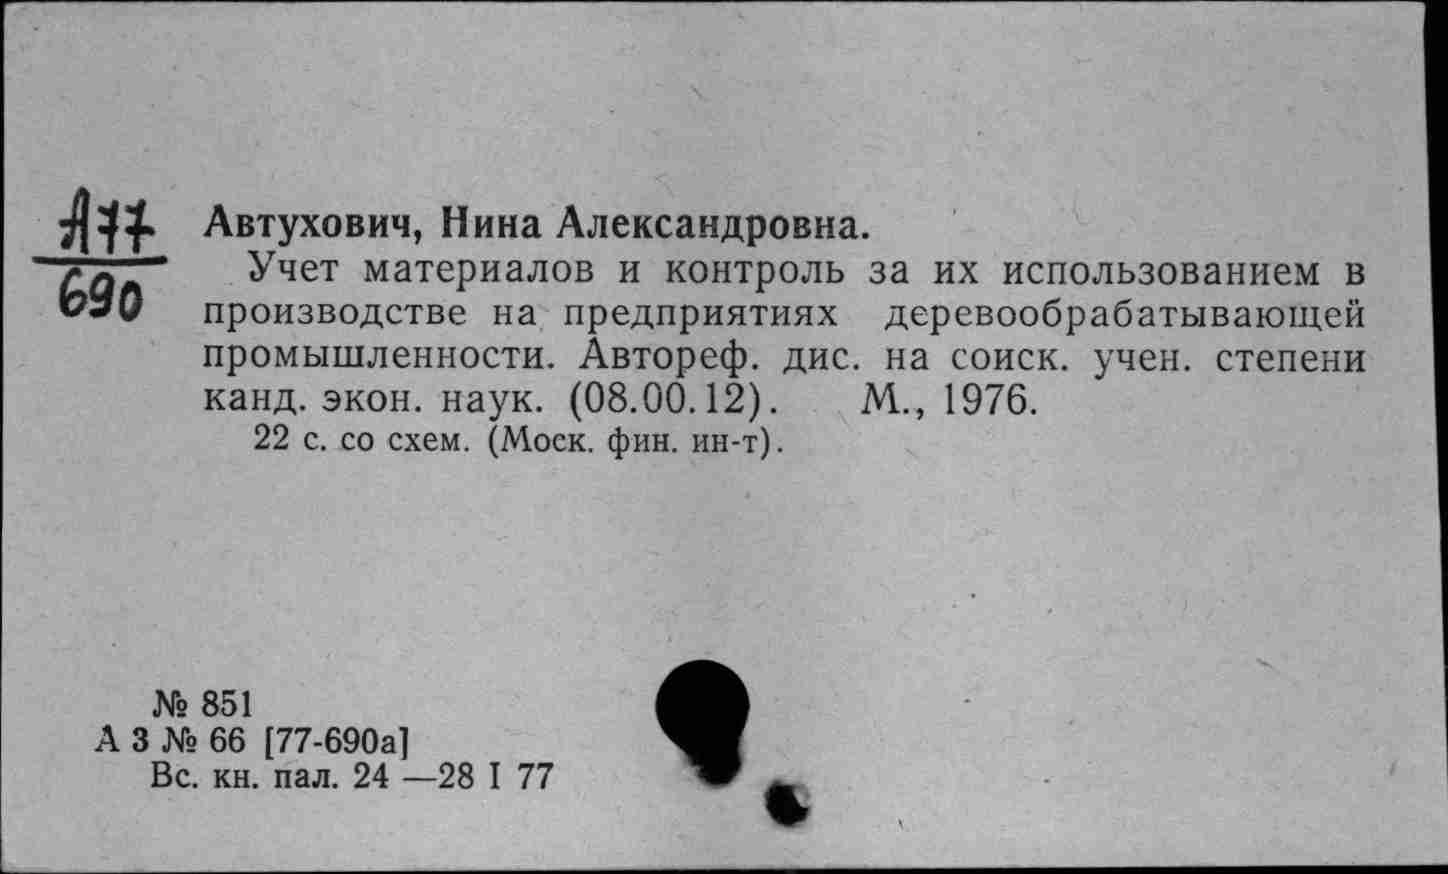 А77
690
Автухович, Нина Александровна.
Учет материалов и контроль за их использованием в
производстве на предприятиях деревообрабатывающей
промышленности. Автореф. дис. на соиск. учен. степени
канд. экон. наук. (08.00.12). М., 1976.
22 с. со схем. (Моск. фин. ин-т).
№ 851
А 3 № 66 [77-690а]
Вс. кн. пал. 24 —28 I 77